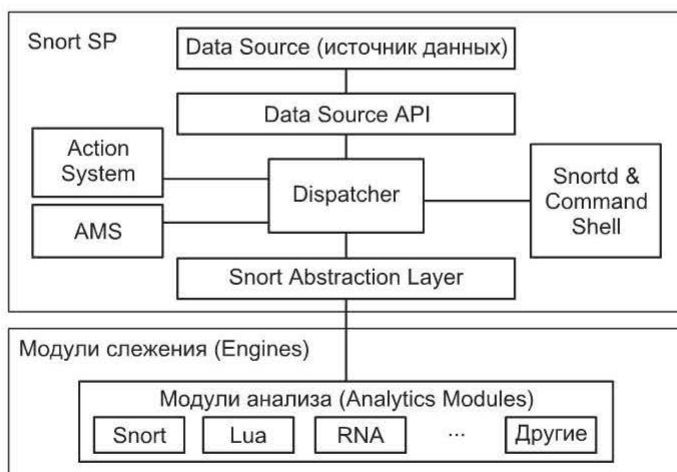 Snort SP
Data Source (источник данных)
Data Source API
Action
System
AMS
Dispatcher
Snortd &
Command
Shell
Snort Abstraction Layer
Модули слежения (Engines)
Модули анализа (Analytics Modules)
Snort
Lua
RNA
...
Другие